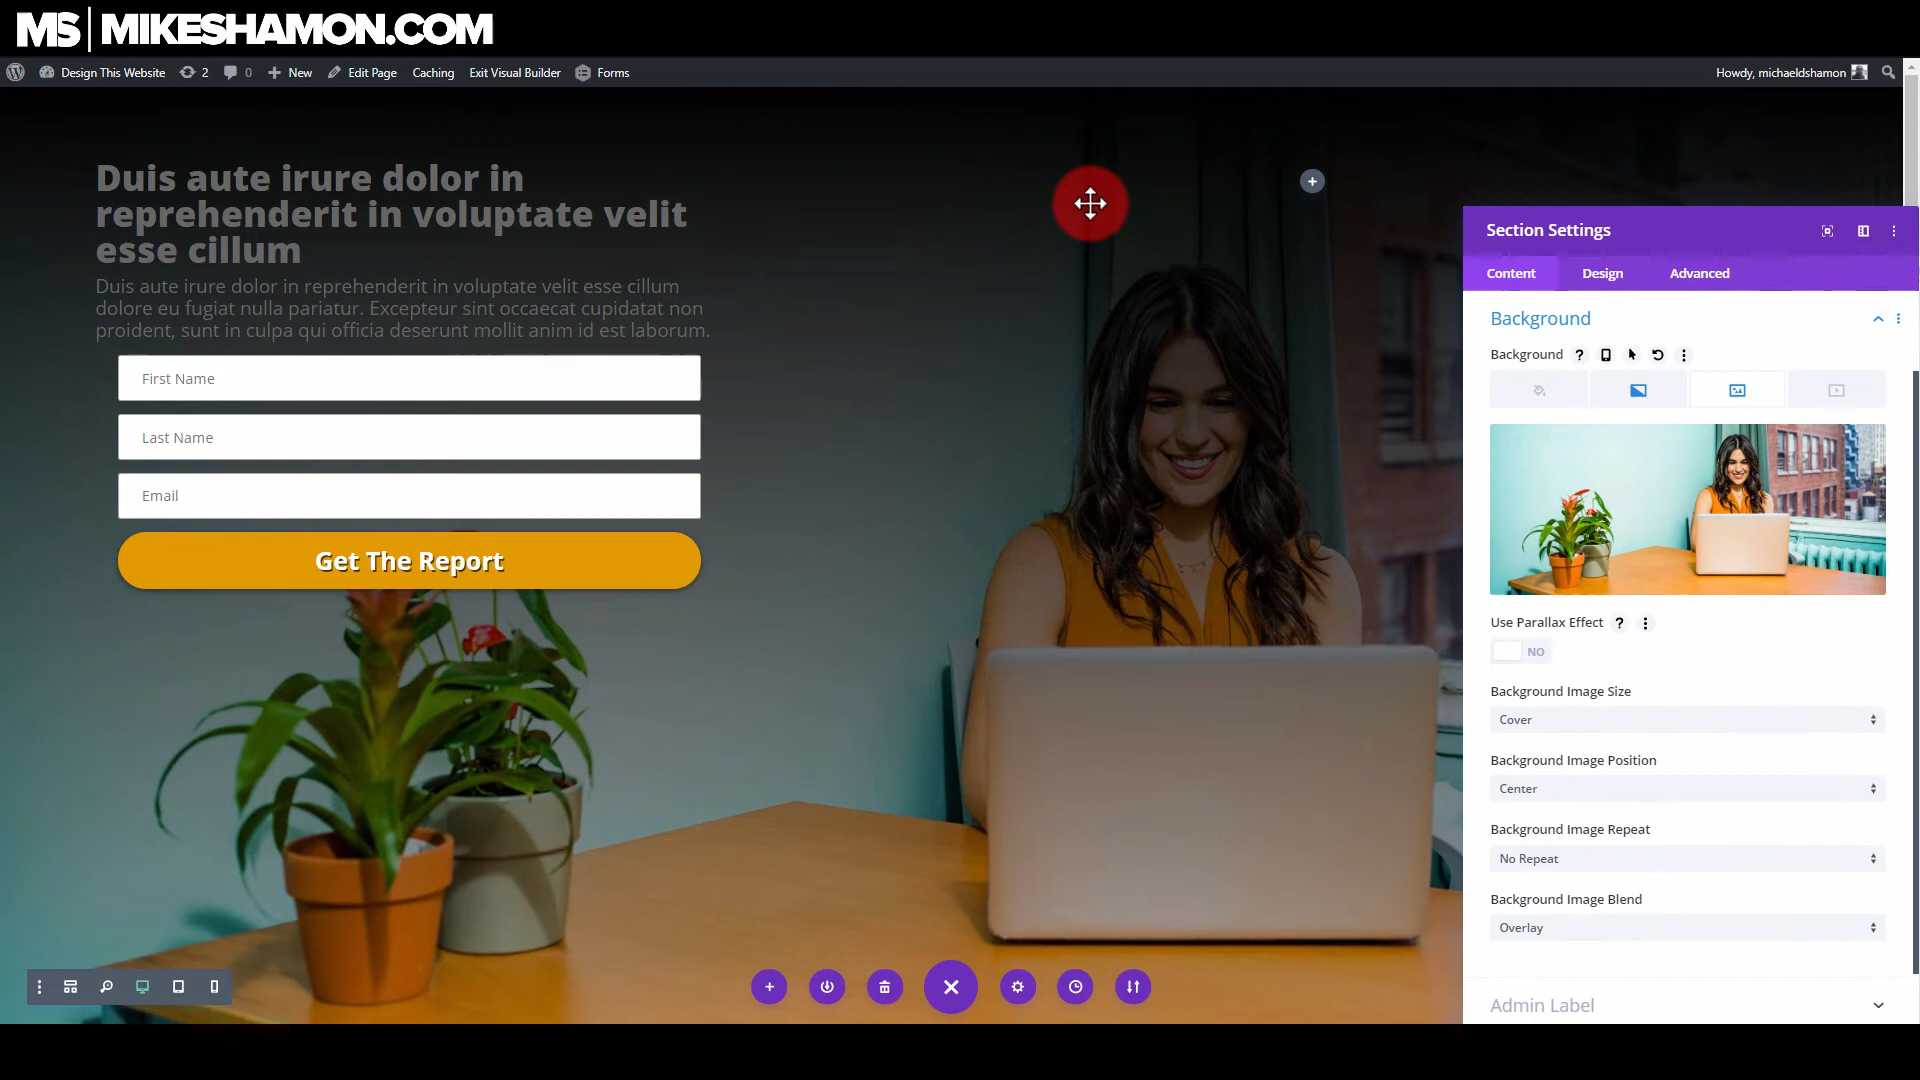 MS | MIKESHAMON.COM
Design This Website 2 0 New Edit Page Caching Exit Visual Builder Forms Howdy, michaeldshamon
Duis aute irure dolor in
reprehenderit in voluptate velit
esse cillum
Duis aute irure dolor in reprehenderit in voluptate velit esse cillum
dolore eu fugiat nulla pariatur. Excepteur sint occaecat cupidatat non
proident, sunt in culpa qui officia deserunt mollit anim id est laborum.
First Name
Last Name
Email
Get The Report
Section Settings
Content Design Advanced
Background
Background ?
Use Parallax Effect ?
NO
Background Image Size
Cover
Background Image Position
Center
Background Image Repeat
No Repeat
Background Image Blend
Overlay
Admin Label